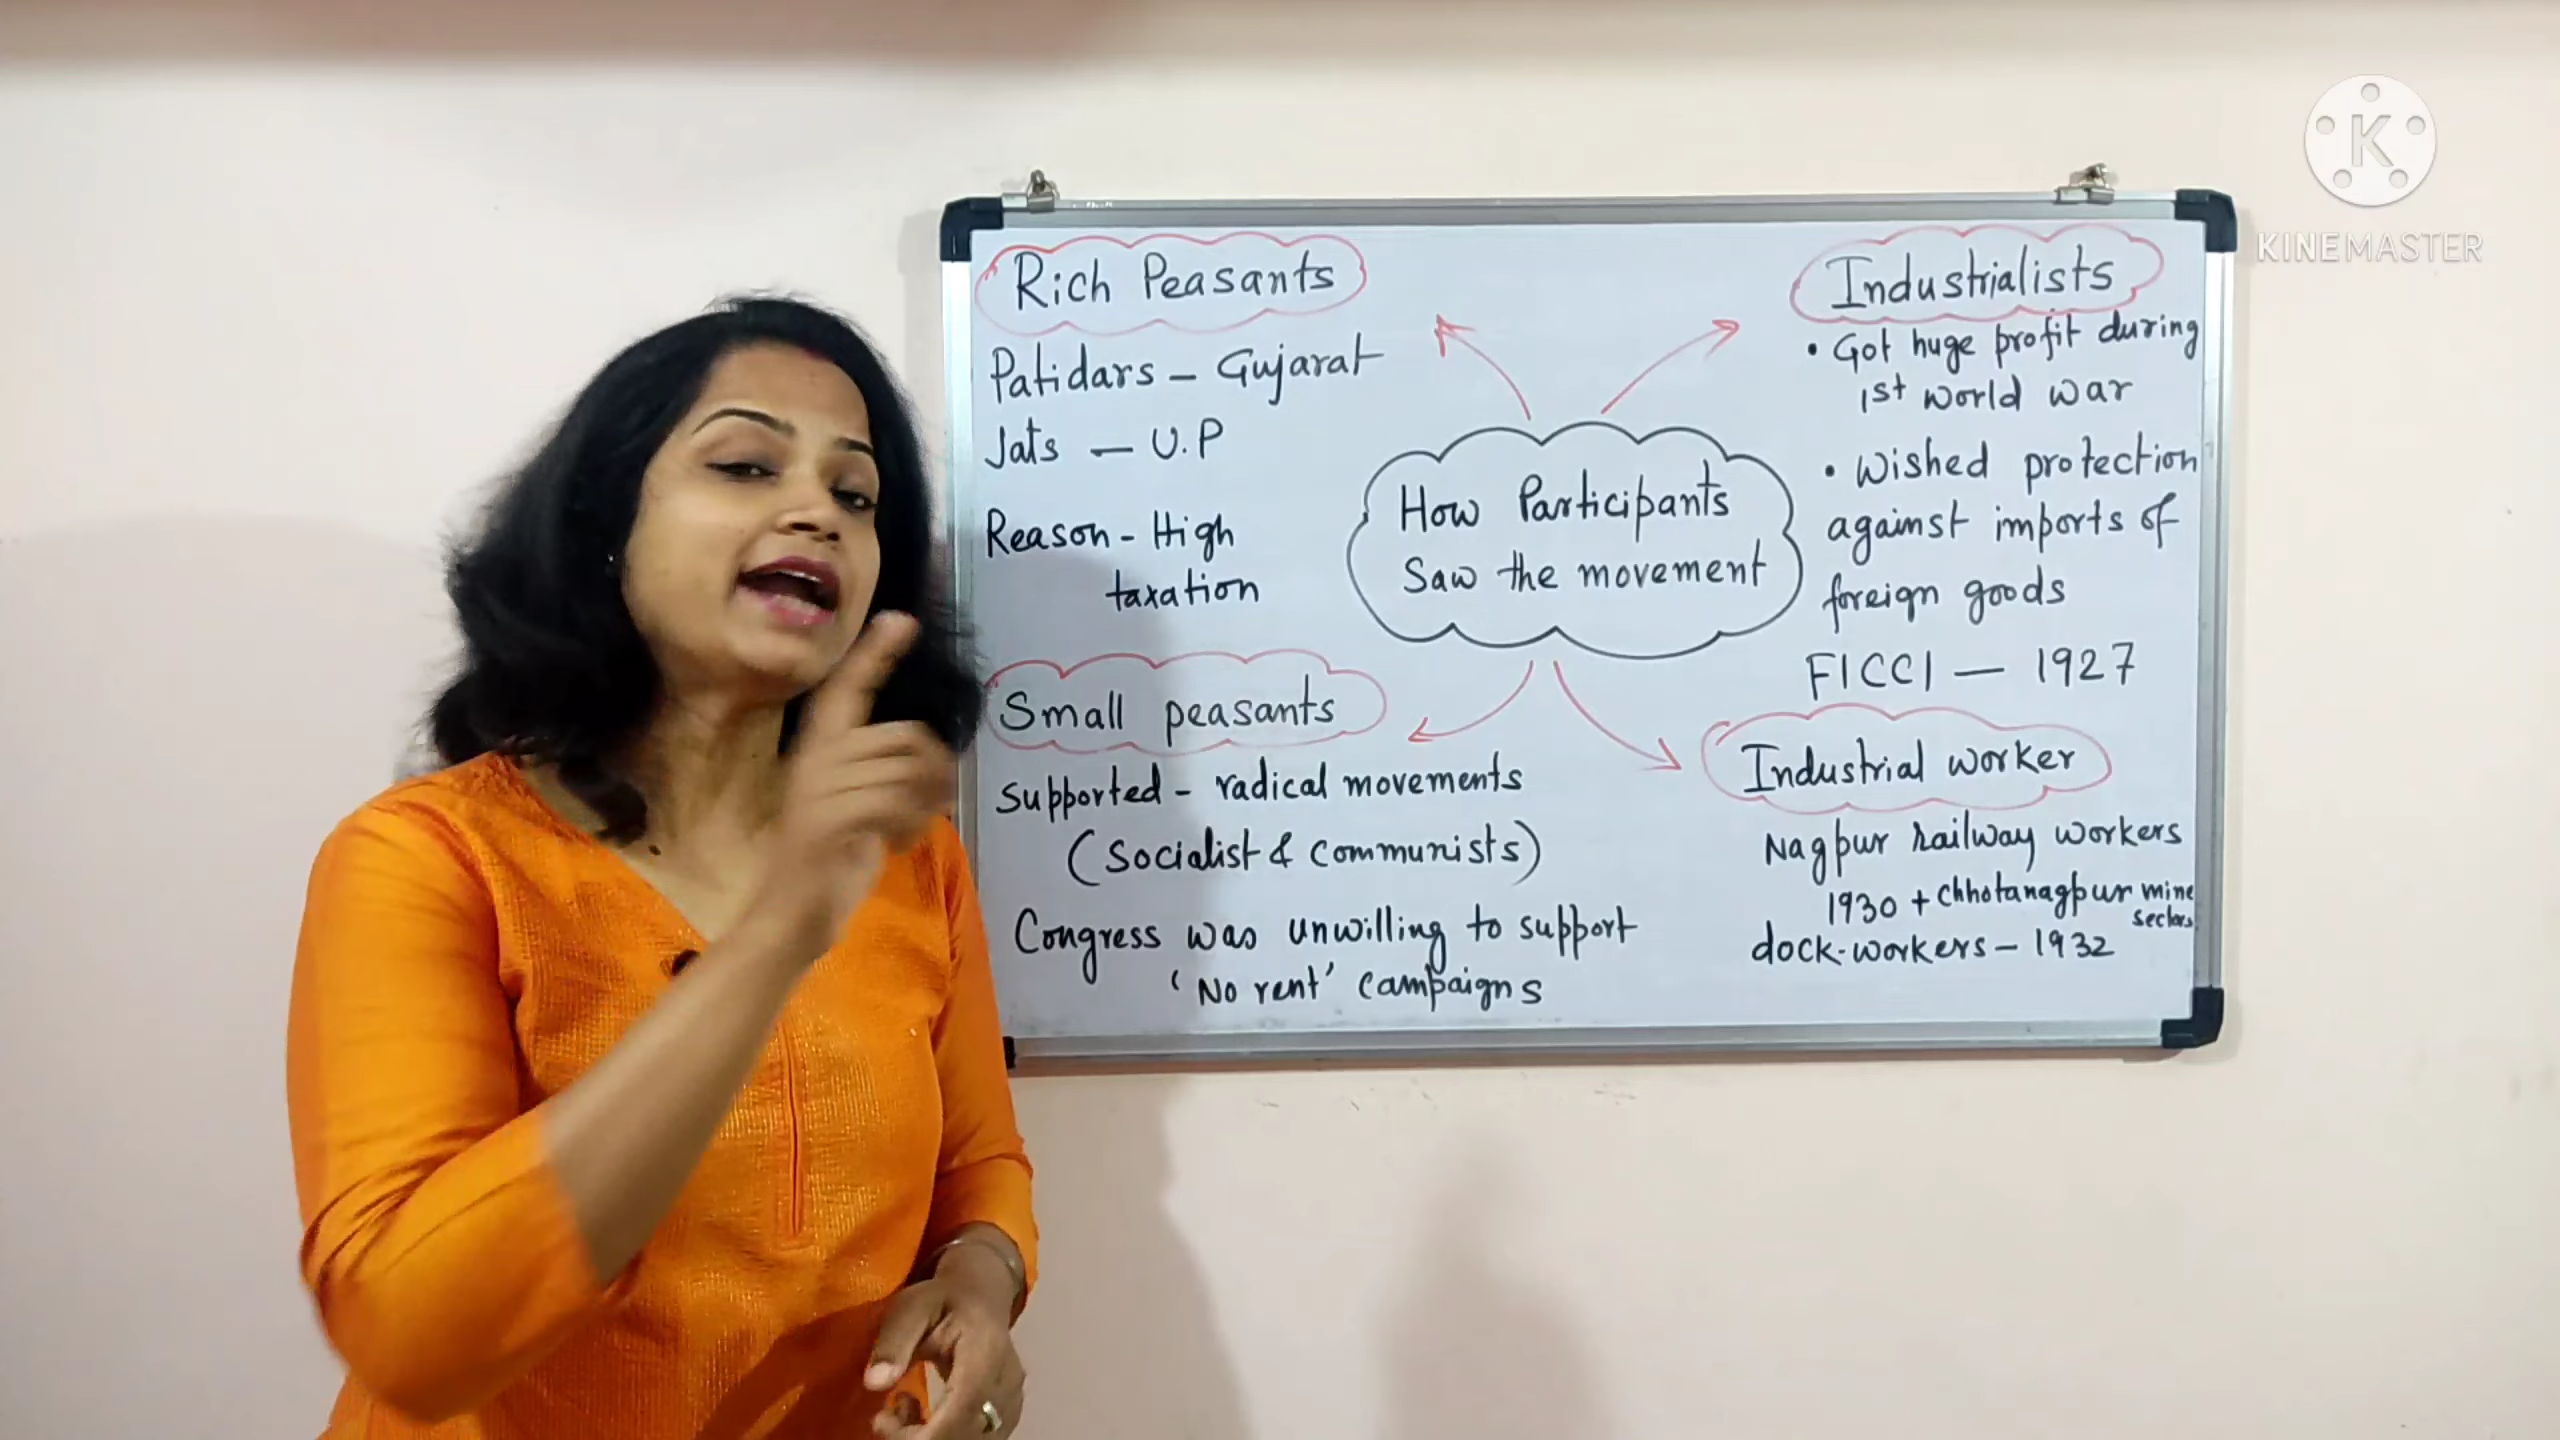 Rich Peasants
Patidars - Gujarat
Jats - U.P
Reason - High
taxation
Industrialists
• Got huge profit during
1st world war
• Wished protection
against imports of
foreign goods
FICCI - 1927
How Participants
Saw the movement
Small peasants
Supported - radical movements
(Socialist & Communists)
Congress was unwilling to support
'No rent' campaigns
Industrial worker
Nagpur railway workers
1930 + Chhotanagpur mine
sectors
dock-workers - 1932
K
KINEMASTER